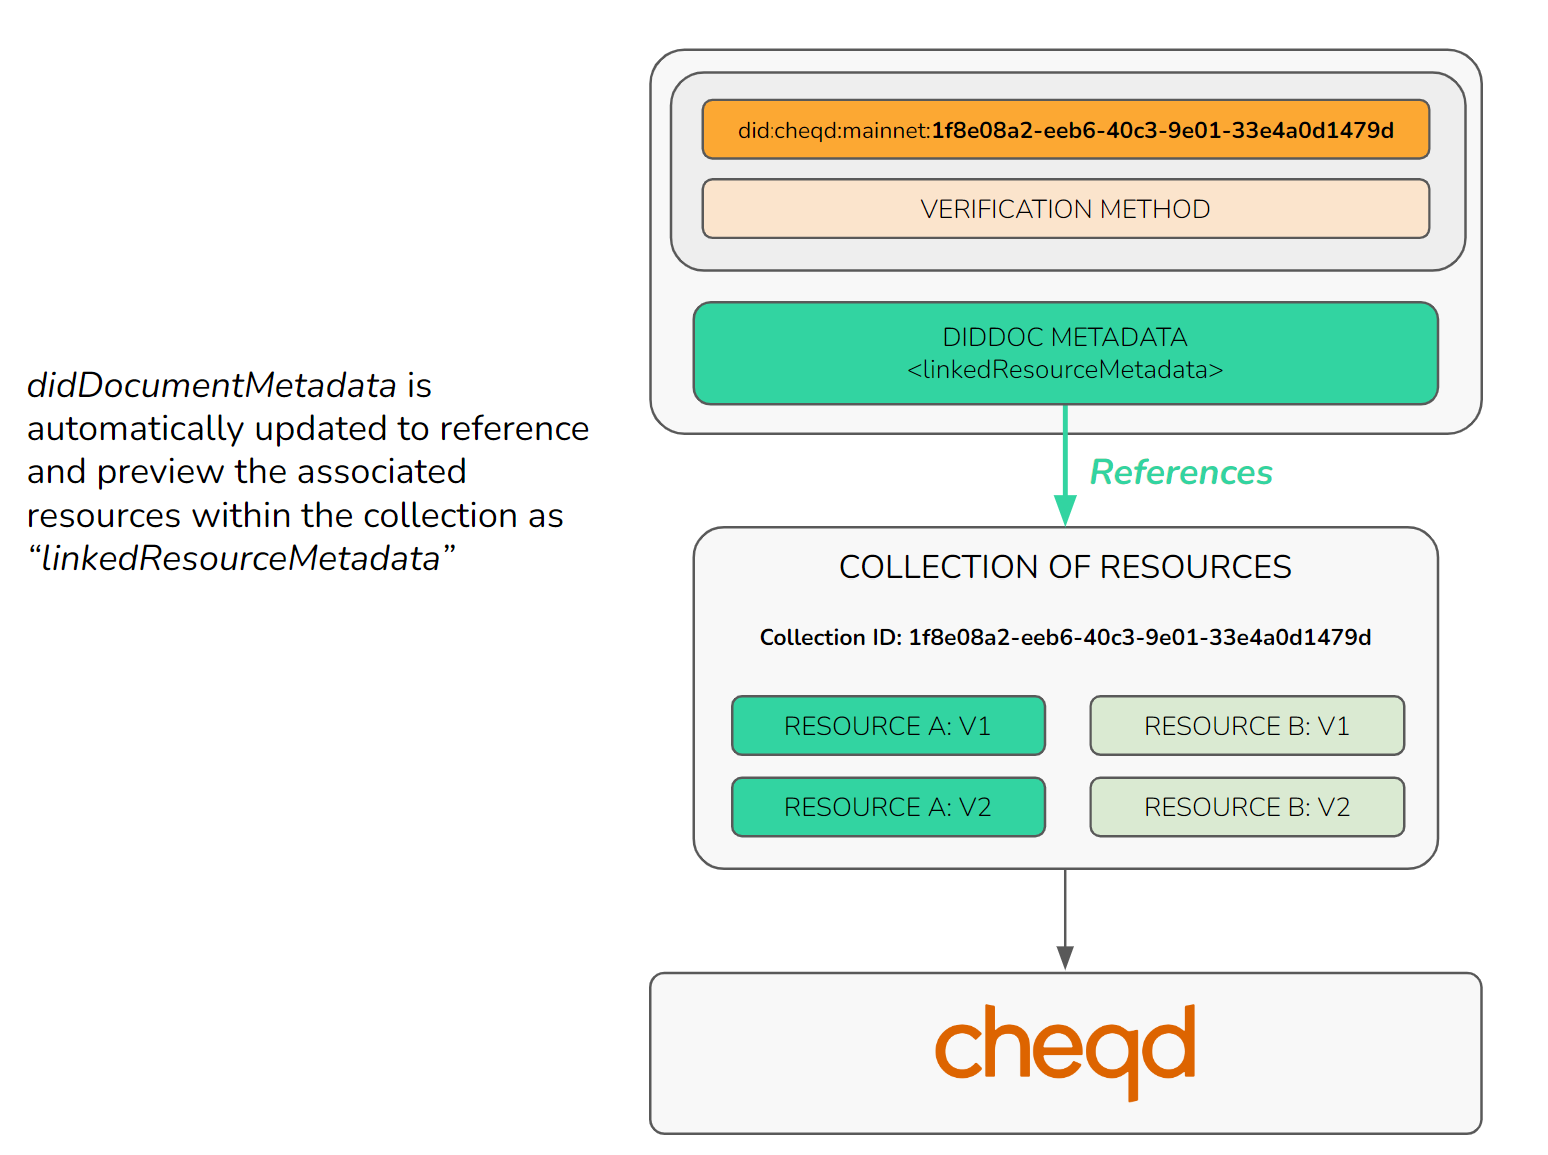 did:cheqd:mainnet:1f8e08a2-eeb6-40c3-9e01-33e4a0d1479d
VERIFICATION METHOD
DIDDOC METADATA
<linkedResourceMetadata>
didDocumentMetadata is
automatically updated to reference
and preview the associated
resources within the collection as
“linkedResourceMetadata”
References
COLLECTION OF RESOURCES
Collection ID: 1f8e08a2-eeb6-40c3-9e01-33e4a0d1479d
RESOURCE A: V1
RESOURCE B: V1
RESOURCE A: V2
RESOURCE B: V2
cheqd